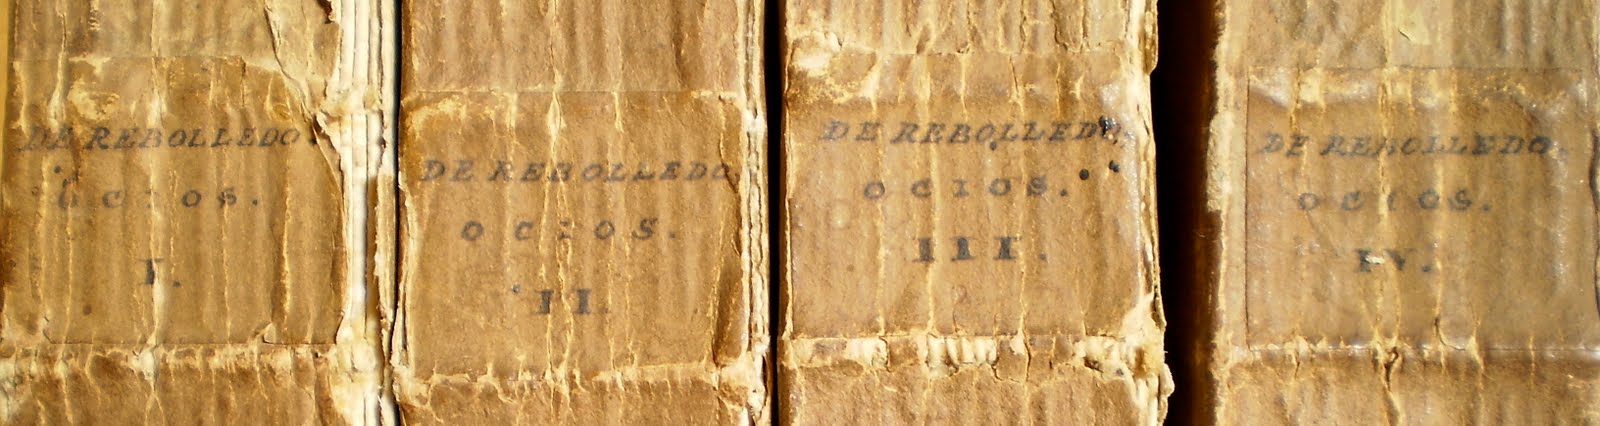 DE REBOLLEDO.
OCIOS.
I.
DE REBOLLEDO.
OCIOS.
II.
DE REBOLLEDO.
OCIOS.
III.
DE REBOLLEDO.
OCIOS.
IV.